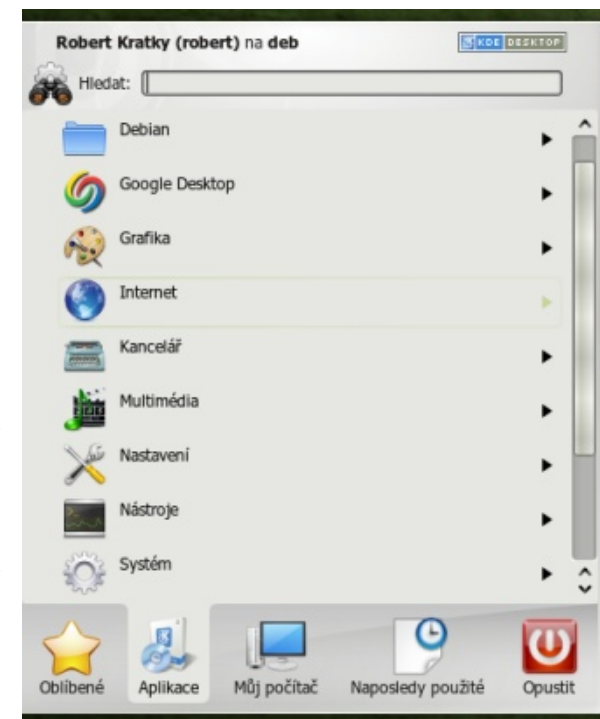 Robert Kratky (robert) na deb
KDE DESKTOP
Hledat:
Debian
Google Desktop
Grafika
Internet
Kancelář
Multimédia
Nastavení
Nástroje
Systém
Oblíbené
Aplikace
Můj počítač
Naposledy použité
Opustit